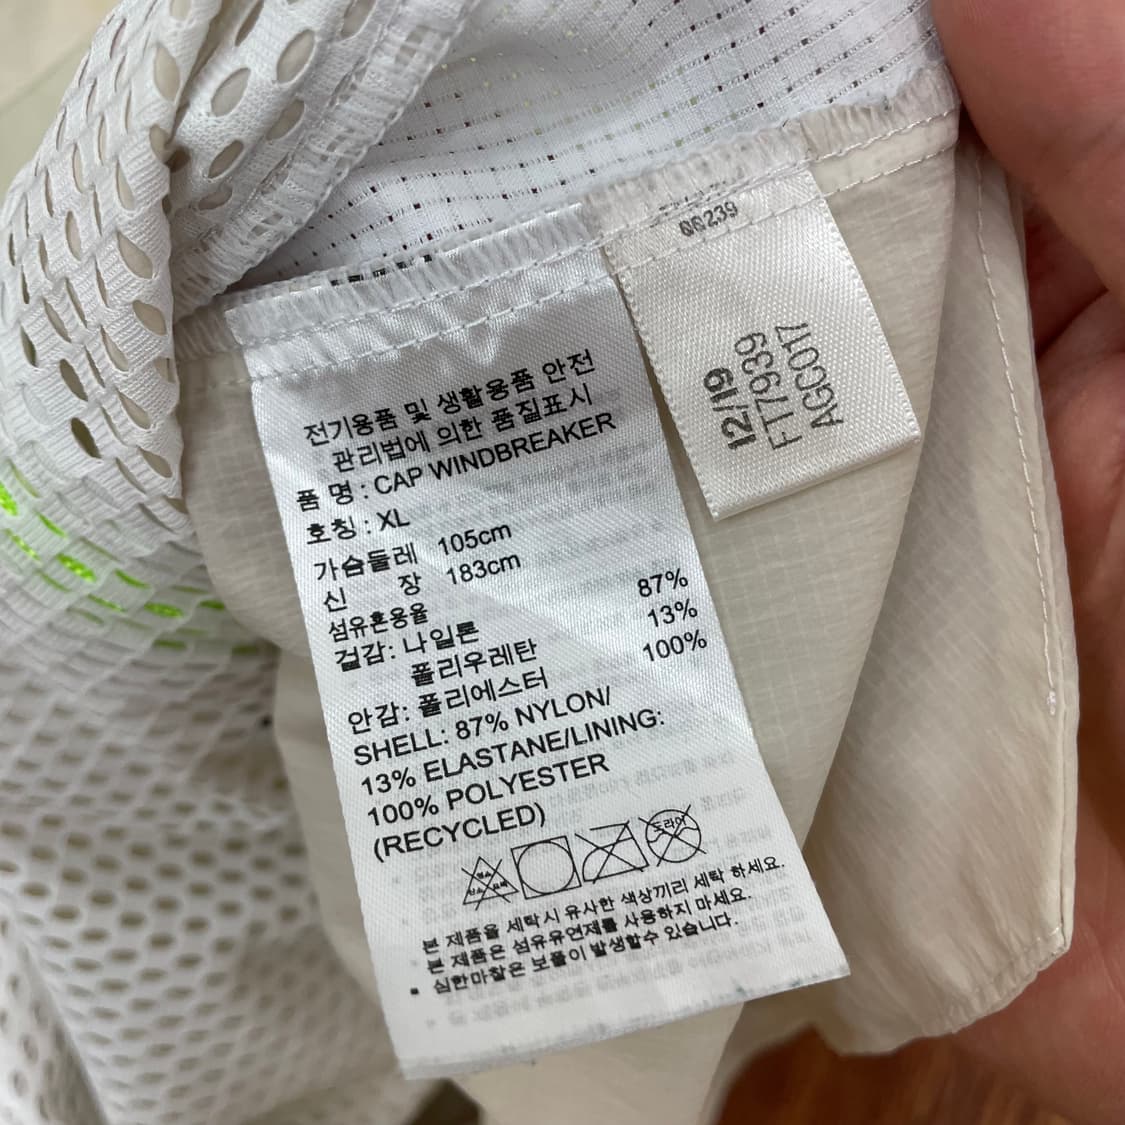 전기용품 및 생활용품 안전
관리법에 의한 품질표시
품 명 : CAP WINDBREAKER
호칭 : XL
가슴둘레 105cm
신 장 183cm
섬유혼용율
겉감: 나일론 87%
폴리우레탄 13%
안감: 폴리에스터 100%
SHELL: 87% NYLON/
13% ELASTANE/LINING:
100% POLYESTER
(RECYCLED)
드라이
본 제품을 세탁시 유사한 색상끼리 세탁 하세요.
본 제품은 섬유유연제를 사용하지 마세요.
심한마찰은 보풀이 발생할수 있습니다.
66239
12/19
FT7939
AGC017